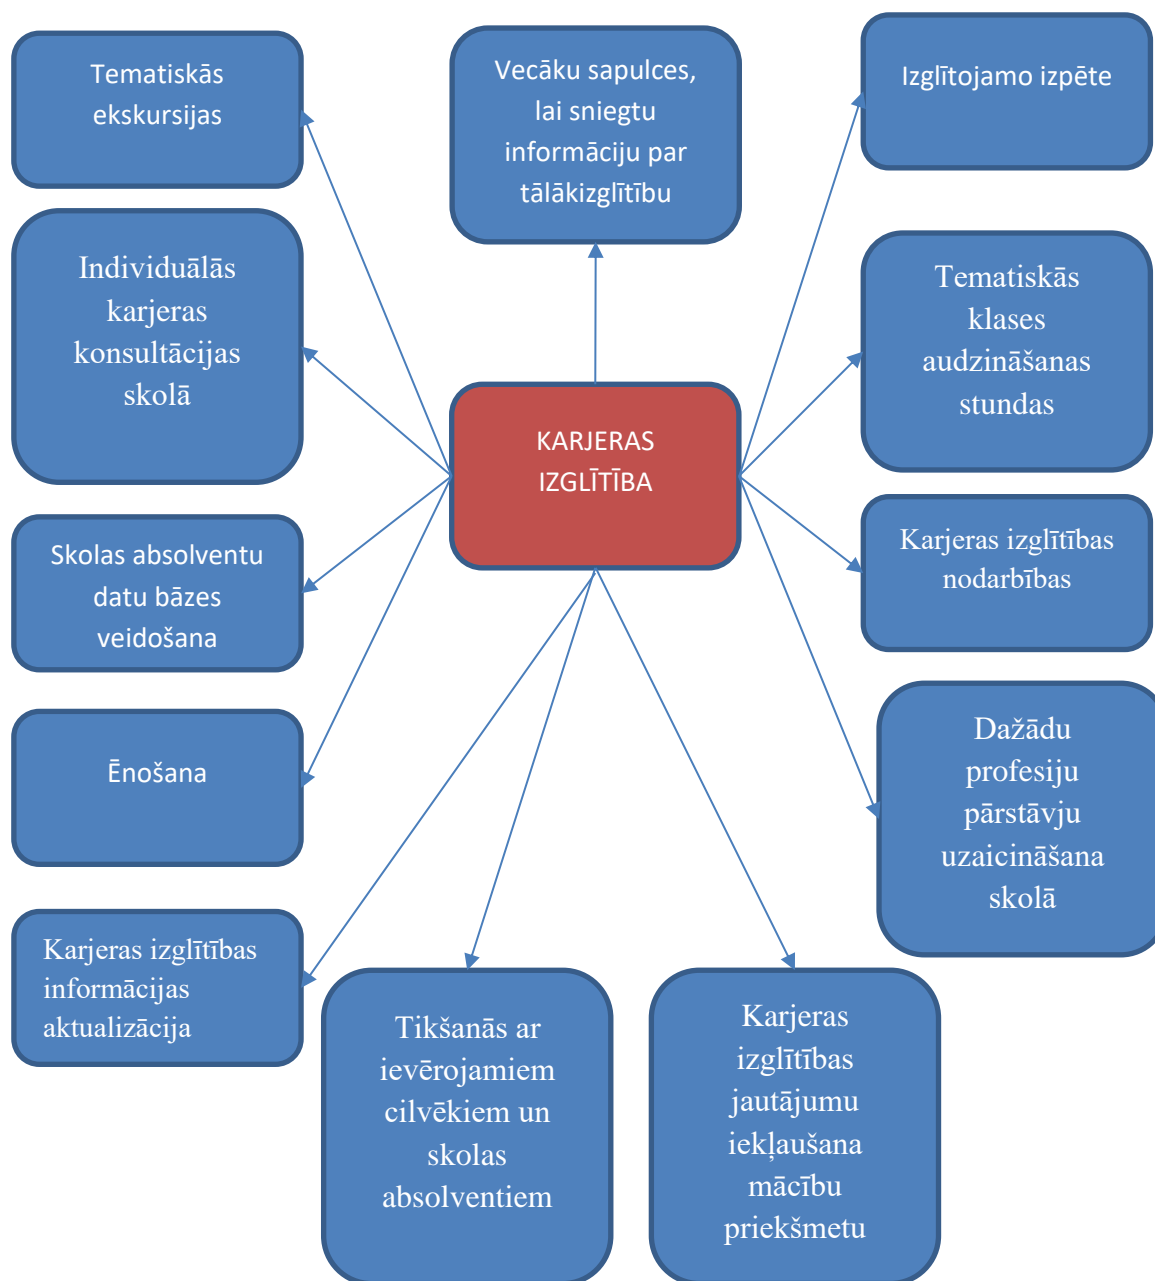 Tematiskās
ekskursijas
Vecāku sapulces,
lai sniegtu
informāciju par
tālākizglītību
Izglītojamo izpēte
Individuālās
karjeras
konsultācijas
skolā
Tematiskās
klases
audzināšanas
stundas
KARJERAS
IZGLĪTĪBA
Skolas absolventu
datu bāzes
veidošana
Karjeras izglītības
nodarbības
Ēnošana
Dažādu
profesiju
pārstāvju
uzaicināšana
skolā
Karjeras izglītības
informācijas
aktualizācija
Tikšanās ar
ievērojamiem
cilvēkiem un
skolas
absolventiem
Karjeras
izglītības
jautājumu
iekļaušana
mācību
priekšmetu